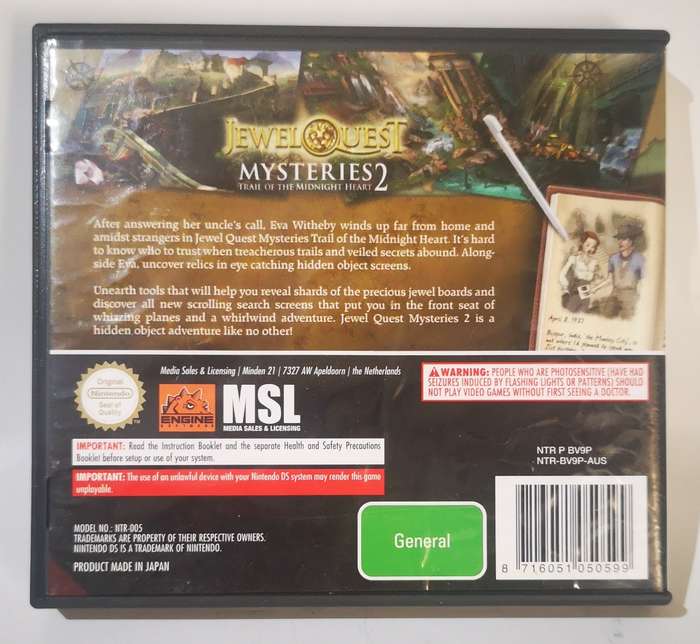 JEWEL QUEST
MYSTERIES 2
TRAIL OF THE MIDNIGHT HEART
After answering her uncle's call, Eva Witheby winds up far from home and
amidst strangers in Jewel Quest Mysteries Trail of the Midnight Heart. It's hard
to know who to trust when treacherous trails and veiled secrets abound. Along-
side Eva, uncover relics in eye catching hidden object screens.
Unearth tools that will help you reveal shards of the precious jewel boards and
discover all new scrolling search screens that put you in the front seat of
whizzing planes and a whirlwind adventure. Jewel Quest Mysteries 2 is a
hidden object adventure like no other!
April 8, 1937
Media Sales & Licensing | Minden 21 | 7327 AW Apeldoorn | the Netherlands
Original
Nintendo
Seal of
Quality
TM
ENGINE
SOFTWARE
MSL
MEDIA SALES & LICENSING
WARNING: PEOPLE WHO ARE PHOTOSENSITIVE (HAVE HAD
SEIZURES INDUCED BY FLASHING LIGHTS OR PATTERNS) SHOULD
NOT PLAY VIDEO GAMES WITHOUT FIRST SEEING A DOCTOR.
IMPORTANT: Read the Instruction Booklet and the separate Health and Safety Precautions
Booklet before setup or use of your system.
IMPORTANT: The use of an unlawful device with your Nintendo DS system may render this game
unplayable.
NTR P BV9P
NTR-BV9P-AUS
MODEL NO.: NTR-005
TRADEMARKS ARE PROPERTY OF THEIR RESPECTIVE OWNERS.
NINTENDO DS IS A TRADEMARK OF NINTENDO.
PRODUCT MADE IN JAPAN
General
8 716051 050599